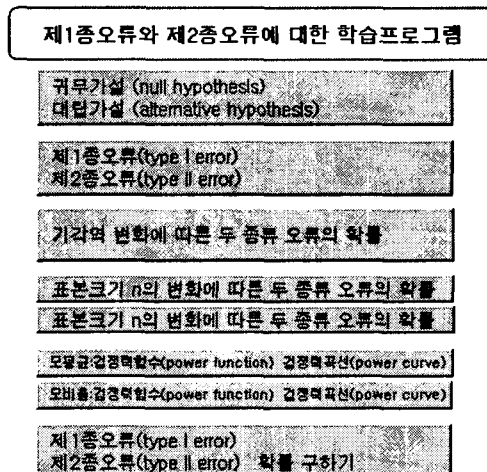 제1종오류와 제2종오류에 대한 학습프로그램
귀무가설 (null hypothesis)
대립가설 (alternative hypothesis)
제1종오류(type I error)
제2종오류(type II error)
기각역 변화에 따른 두 종류 오류의 확률
표본크기 n의 변화에 따른 두 종류 오류의 확률
표본크기 n의 변화에 따른 두 종류 오류의 확률
모평균:검정력함수(power function) 검정력곡선(power curve)
모비율:검정력함수(power function) 검정력곡선(power curve)
제1종오류(type I error)
제2종오류(type II error) 확률 구하기